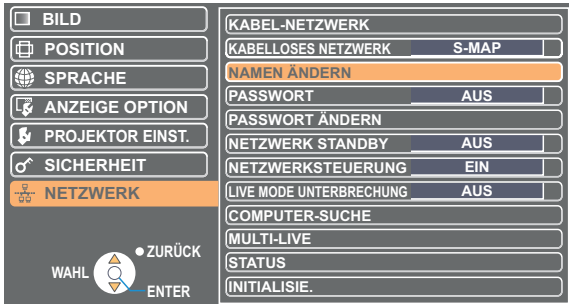 BILD
POSITION
SPRACHE
ANZEIGE OPTION
PROJEKTOR EINST.
SICHERHEIT
NETZWERK
ZURÜCK
WAHL
ENTER
KABEL-NETZWERK
KABELLOSES NETZWERK S-MAP
NAMEN ÄNDERN
PASSWORT AUS
PASSWORT ÄNDERN
NETZWERK STANDBY AUS
NETZWERKSTEUERUNG EIN
LIVE MODE UNTERBRECHUNG AUS
COMPUTER-SUCHE
MULTI-LIVE
STATUS
INITIALISIE.